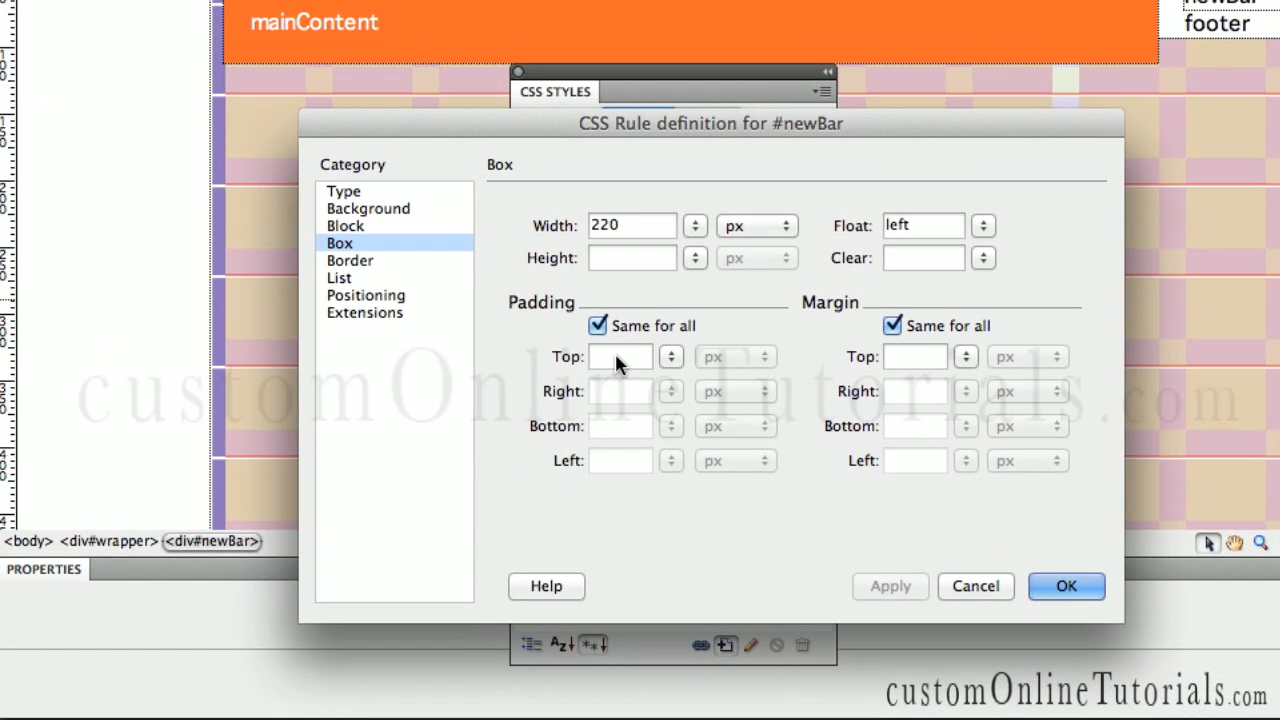 mainContent
footer
CSS STYLES
CSS Rule definition for #newBar
Category
Box
Type
Background
Block
Box
Border
List
Positioning
Extensions
Width: 220 px Float: left
Height: px Clear:
Padding Margin
Same for all Same for all
Top: px Top: px
Right: px Right: px
Bottom: px Bottom: px
Left: px Left: px
customOnlineTutorials.com
<body> <div#wrapper> <div#newBar>
PROPERTIES
Help Apply Cancel OK
customOnlineTutorials.com